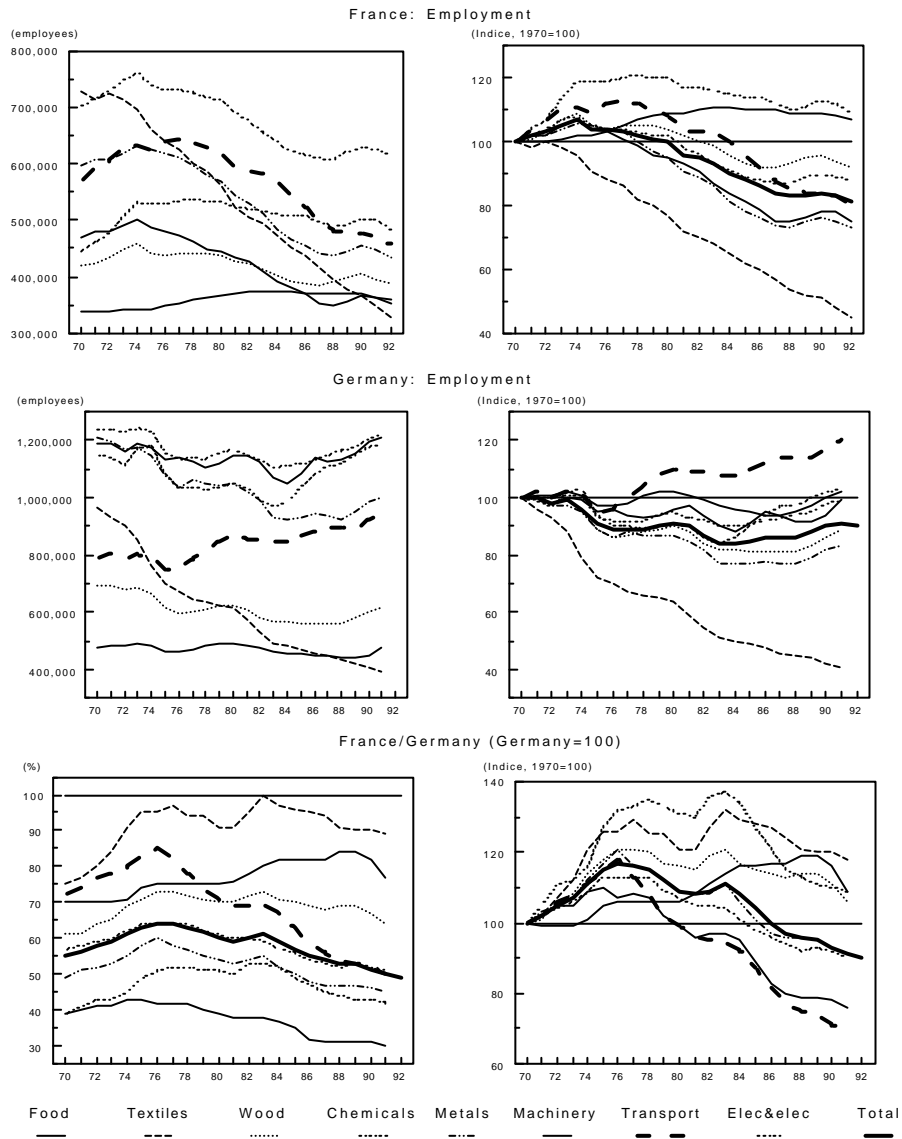 France: Employment
(employees) (Indice, 1970=100)
800,000
700,000
600,000
500,000
400,000
300,000
70 72 74 76 78 80 82 84 86 88 90 92
120
100
80
60
40
70 72 74 76 78 80 82 84 86 88 90 92
Germany: Employment
(employees) (Indice, 1970=100)
1,200,000
1,000,000
800,000
600,000
400,000
70 72 74 76 78 80 82 84 86 88 90 92
120
100
80
60
40
70 72 74 76 78 80 82 84 86 88 90 92
France/Germany (Germany=100)
(%) (Indice, 1970=100)
100
90
80
70
60
50
40
30
70 72 74 76 78 80 82 84 86 88 90 92
140
120
100
80
60
70 72 74 76 78 80 82 84 86 88 90 92
Food Textiles Wood Chemicals Metals Machinery Transport Elec&elec Total